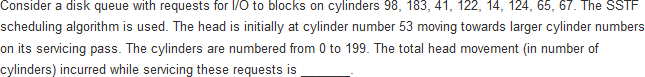 Consider a disk queue with requests for I/O to blocks on cylinders 98, 183, 41, 122, 14, 124, 65, 67. The SSTF
scheduling algorithm is used. The head is initially at cylinder number 53 moving towards larger cylinder numbers
on its servicing pass. The cylinders are numbered from 0 to 199. The total head movement (in number of
cylinders) incurred while servicing these requests is _______.